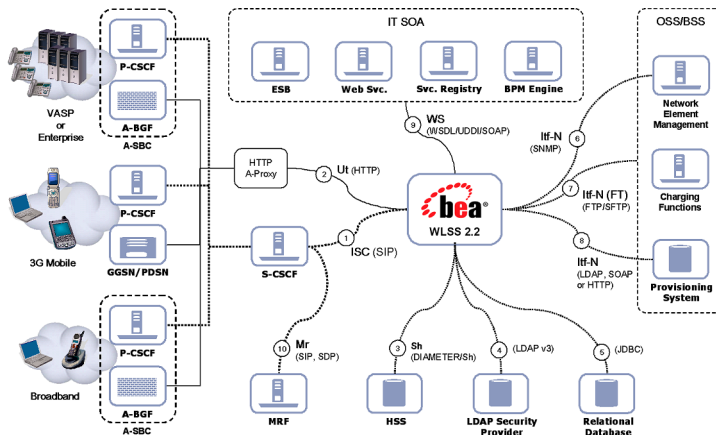 IT SOA
OSS/BSS
P-CSCF
VASP
or
Enterprise
A-BGF
A-SBC
ESB
Web Svc.
Svc. Registry
BPM Engine
9
WS
(WSDL/UDDI/SOAP)
Itf-N
(SNMP)
6
Network
Element
Management
HTTP
A-Proxy
2
Ut (HTTP)
bea®
WLSS 2.2
7
Itf-N (FT)
(FTP/SFTP)
Charging
Functions
P-CSCF
3G Mobile
GGSN/PDSN
1
ISC (SIP)
S-CSCF
8
Itf-N
(LDAP, SOAP
or HTTP)
Provisioning
System
P-CSCF
Broadband
A-BGF
A-SBC
10
Mr
(SIP, SDP)
MRF
3
Sh
(DIAMETER/Sh)
HSS
4
(LDAP v3)
LDAP Security
Provider
5
(JDBC)
Relational
Database